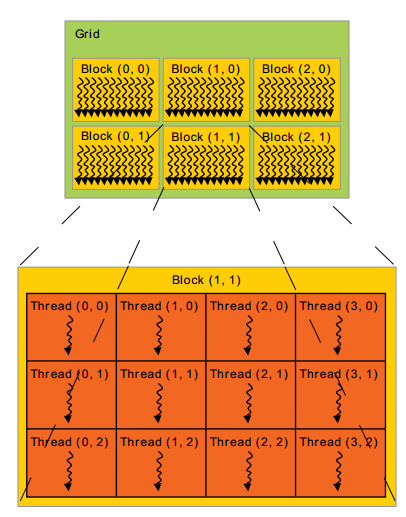 Grid
Block (0, 0) Block (1, 0) Block (2, 0)
Block (0, 1) Block (1, 1) Block (2, 1)
Block (1, 1)
Thread (0, 0) Thread (1, 0) Thread (2, 0) Thread (3, 0)
Thread (0, 1) Thread (1, 1) Thread (2, 1) Thread (3, 1)
Thread (0, 2) Thread (1, 2) Thread (2, 2) Thread (3, 2)